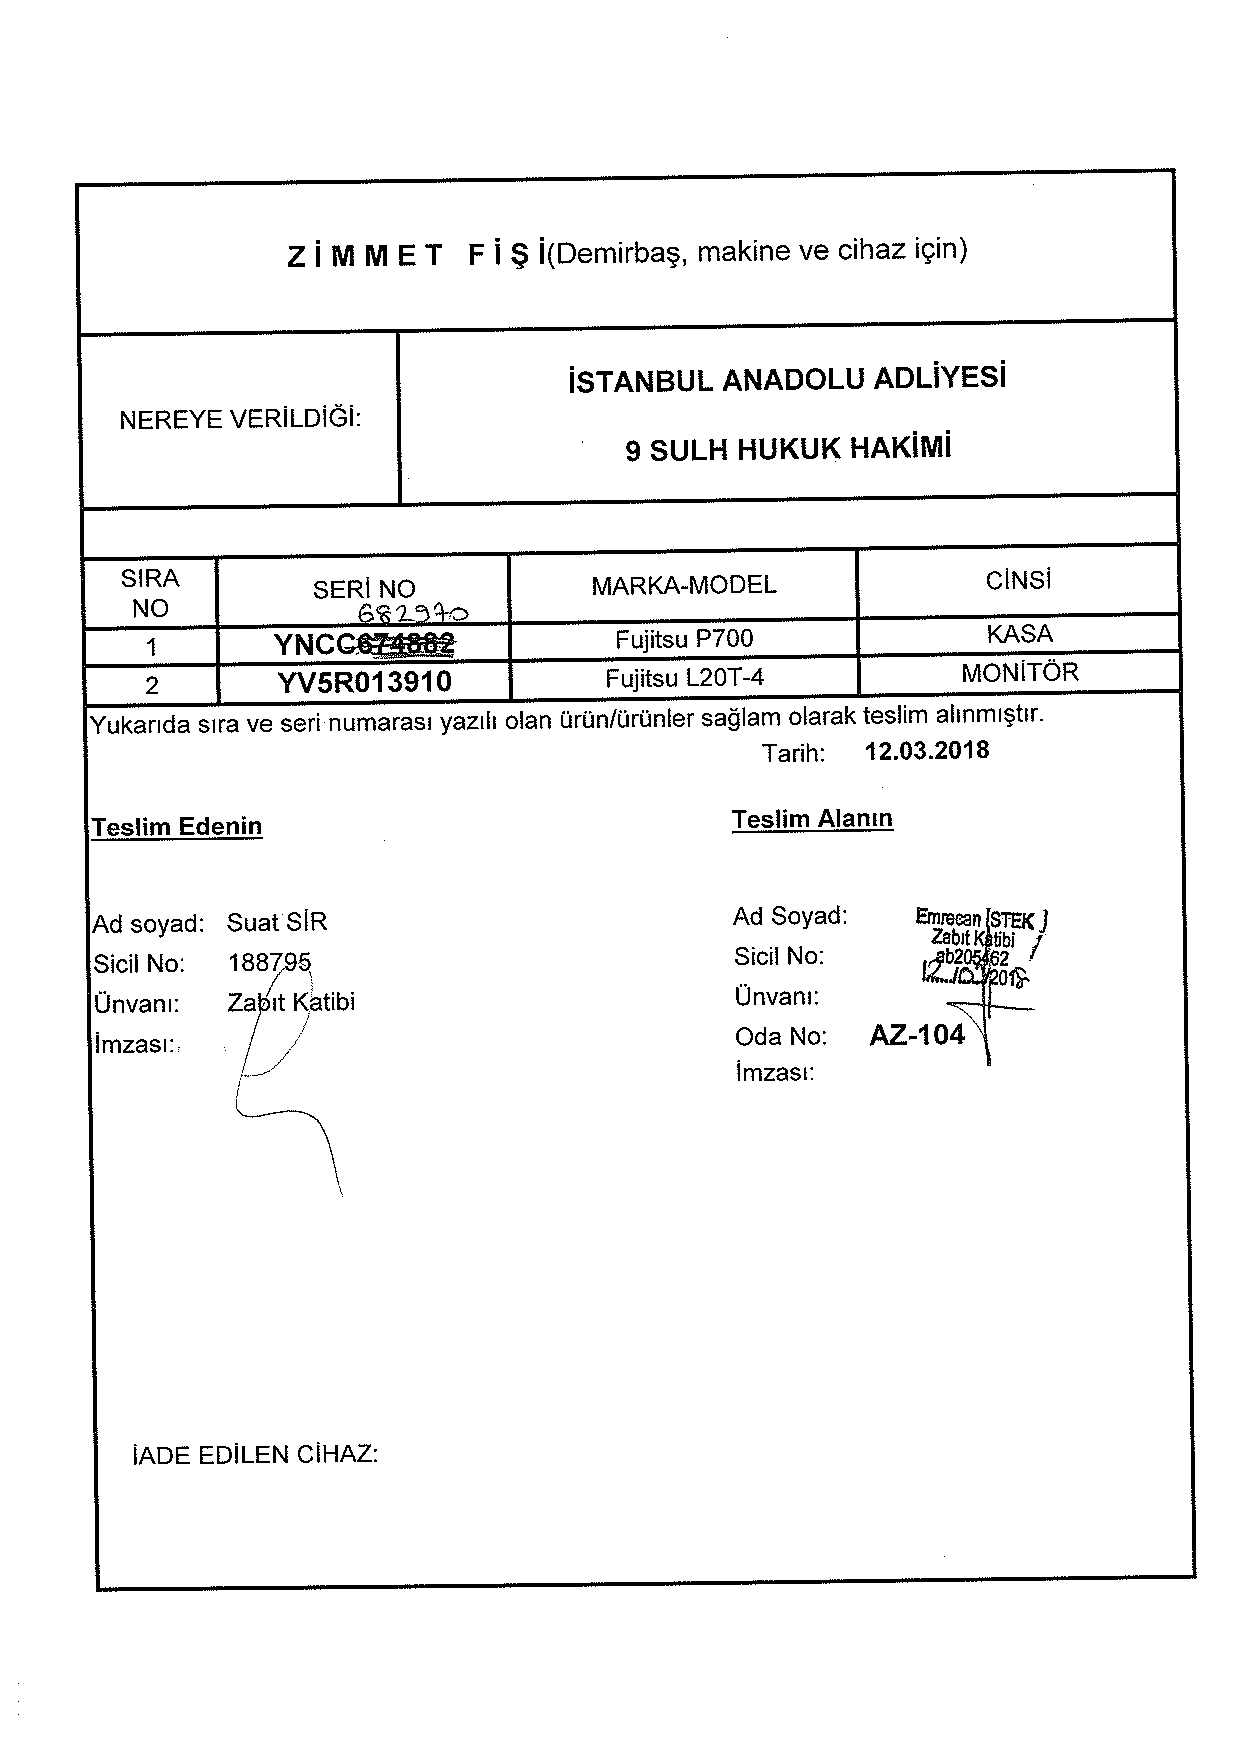 ZİMMET FİŞİ(Demirbaş, makine ve cihaz için)
NEREYE VERİLDİĞİ:
İSTANBUL ANADOLU ADLİYESİ
9 SULH HUKUK HAKİMİ
SIRA NO SERİ NO MARKA-MODEL CİNSİ
682970
1 YNCC674882 Fujitsu P700 KASA
2 YV5R013910 Fujitsu L20T-4 MONİTÖR
Yukarıda sıra ve seri numarası yazılı olan ürün/ürünler sağlam olarak teslim alınmıştır.
Tarih: 12.03.2018
Teslim Edenin
Ad soyad: Suat SİR
Sicil No: 188795
Ünvanı: Zabıt Katibi
İmzası:
Teslim Alanın
Ad Soyad: Emrecan İSTEK
Zabıt Katibi
Sicil No: ab205462
Ünvanı:
Oda No: AZ-104
İmzası:
İADE EDİLEN CİHAZ: